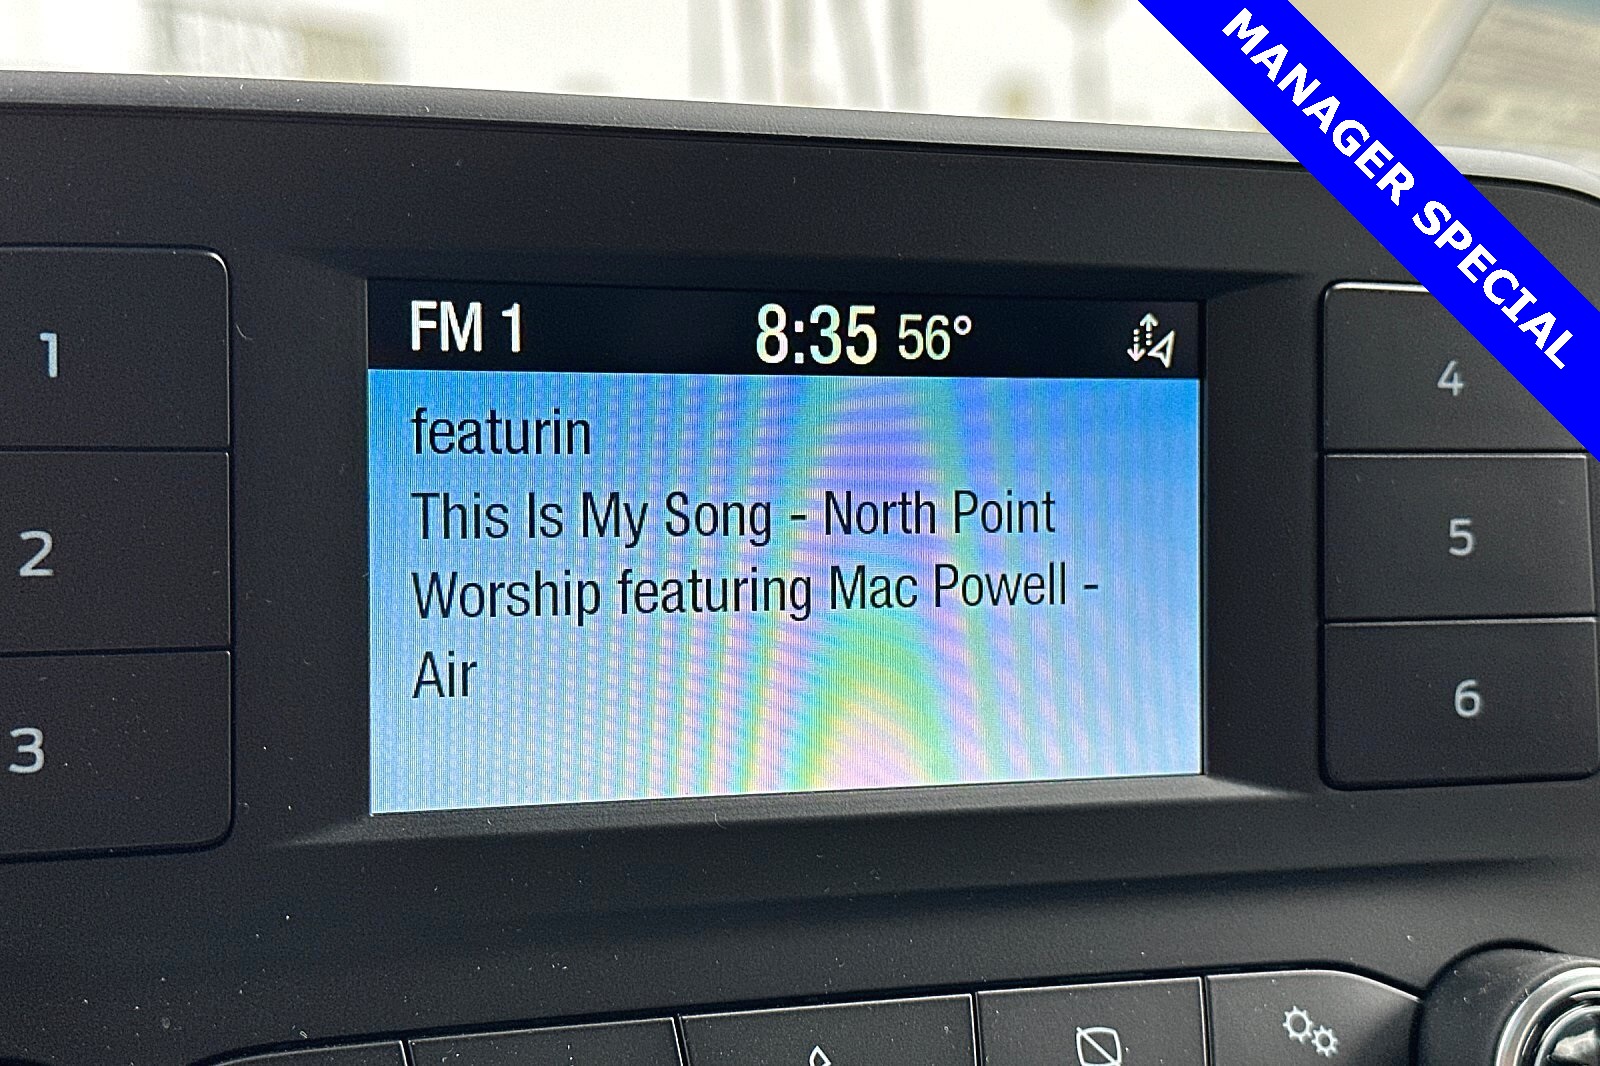 MANAGER SPECIAL
FM 1 8:35 56°
featurin
This Is My Song - North Point
Worship featuring Mac Powell -
Air
1
2
3
4
5
6